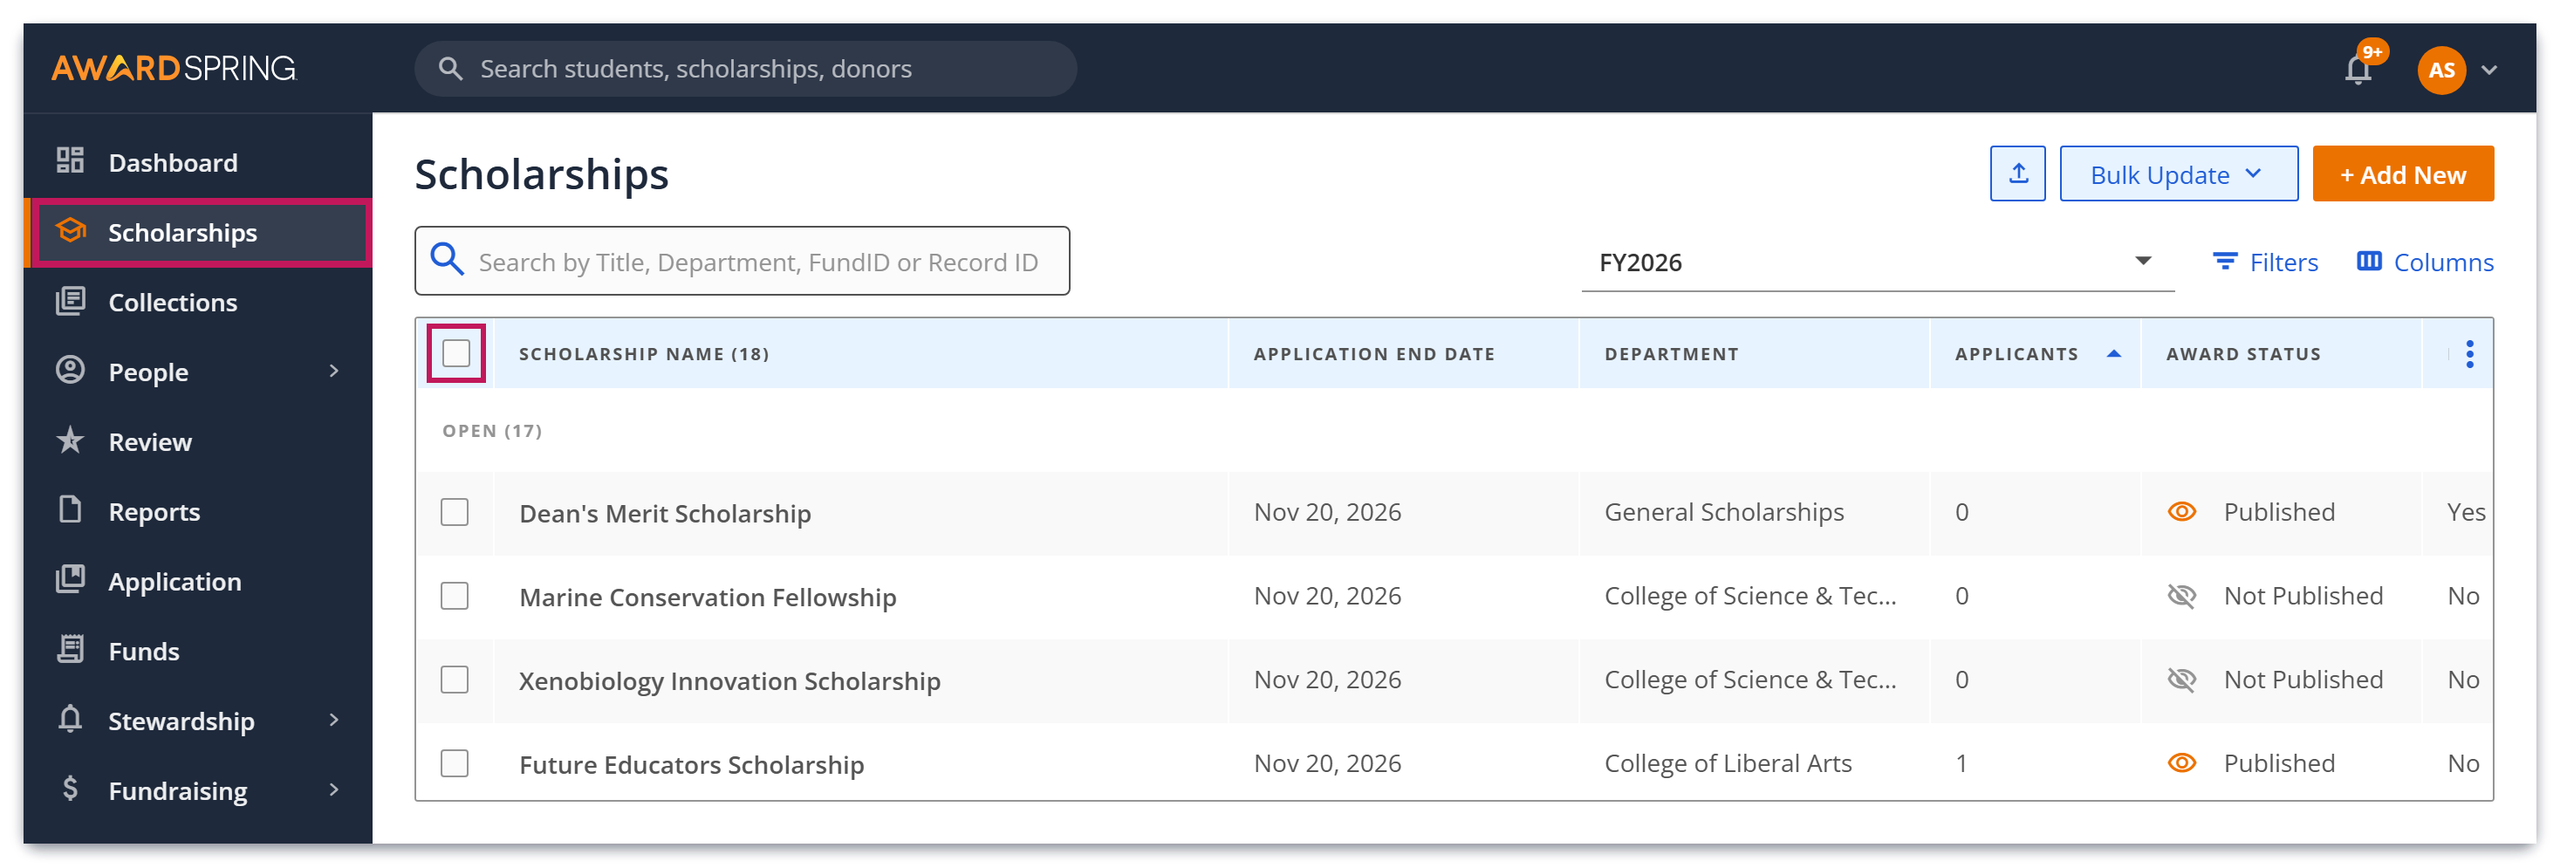 AWARDSPRING
Search students, scholarships, donors
9+
AS
Dashboard
Scholarships
Collections
People
Review
Reports
Application
Funds
Stewardship
Fundraising
Scholarships
Bulk Update
+ Add New
Search by Title, Department, FundID or Record ID
FY2026
Filters
Columns
SCHOLARSHIP NAME (18) APPLICATION END DATE DEPARTMENT APPLICANTS AWARD STATUS
OPEN (17)
Dean's Merit Scholarship Nov 20, 2026 General Scholarships 0 Published Yes
Marine Conservation Fellowship Nov 20, 2026 College of Science & Tec... 0 Not Published No
Xenobiology Innovation Scholarship Nov 20, 2026 College of Science & Tec... 0 Not Published No
Future Educators Scholarship Nov 20, 2026 College of Liberal Arts 1 Published No